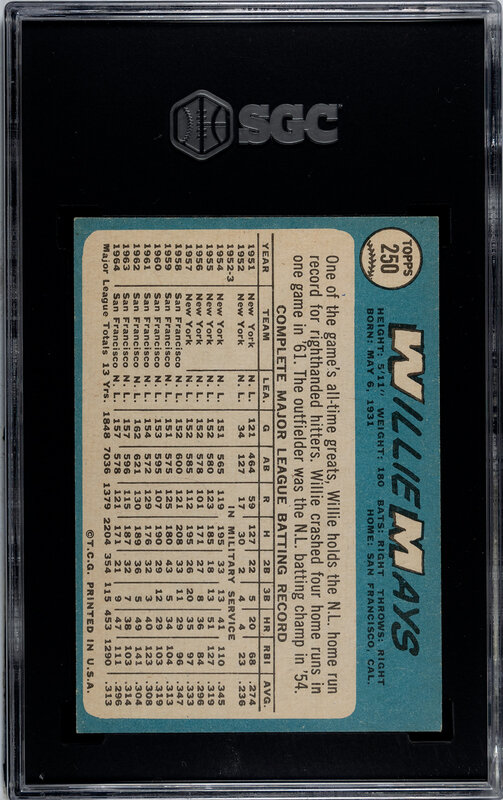 SGC
TOPPS
250
WILLIE MAYS
HEIGHT: 5'11" WEIGHT: 180 BATS: RIGHT THROWS: RIGHT
BORN: MAY 6, 1931 HOME: SAN FRANCISCO, CAL.
One of the game's all-time greats, Willie holds the N.L. home run
record for righthanded hitters. Willie crashed four home runs in
one game in '61. The outfielder was the N.L. batting champ in '54.
COMPLETE MAJOR LEAGUE BATTING RECORD
YEAR TEAM LEA. G AB R H 2B 3B HR RBI AVG.
1951 New York N. L. 121 464 59 127 22 5 20 68 .274
1952 New York N. L. 34 127 17 30 2 4 4 23 .236
1952-3 IN MILITARY SERVICE
1954 New York N. L. 151 565 119 195 33 13 41 110 .345
1955 New York N. L. 152 580 123 185 18 13 51 127 .319
1956 New York N. L. 152 578 101 171 27 8 36 84 .296
1957 New York N. L. 152 585 112 195 26 20 35 97 .333
1958 San Francisco N. L. 152 600 121 208 33 11 29 96 .347
1959 San Francisco N. L. 151 575 125 180 43 5 34 104 .313
1960 San Francisco N. L. 153 595 107 190 29 12 29 103 .319
1961 San Francisco N. L. 154 572 129 176 32 3 40 123 .308
1962 San Francisco N. L. 162 621 130 189 36 5 49 141 .304
1963 San Francisco N. L. 157 596 115 187 32 7 38 103 .314
1964 San Francisco N. L. 157 578 121 171 21 9 47 111 .296
Major League Totals 13 Yrs. 1848 7036 1379 2204 354 115 453 1290 .313
©T.C.G. PRINTED IN U.S.A.